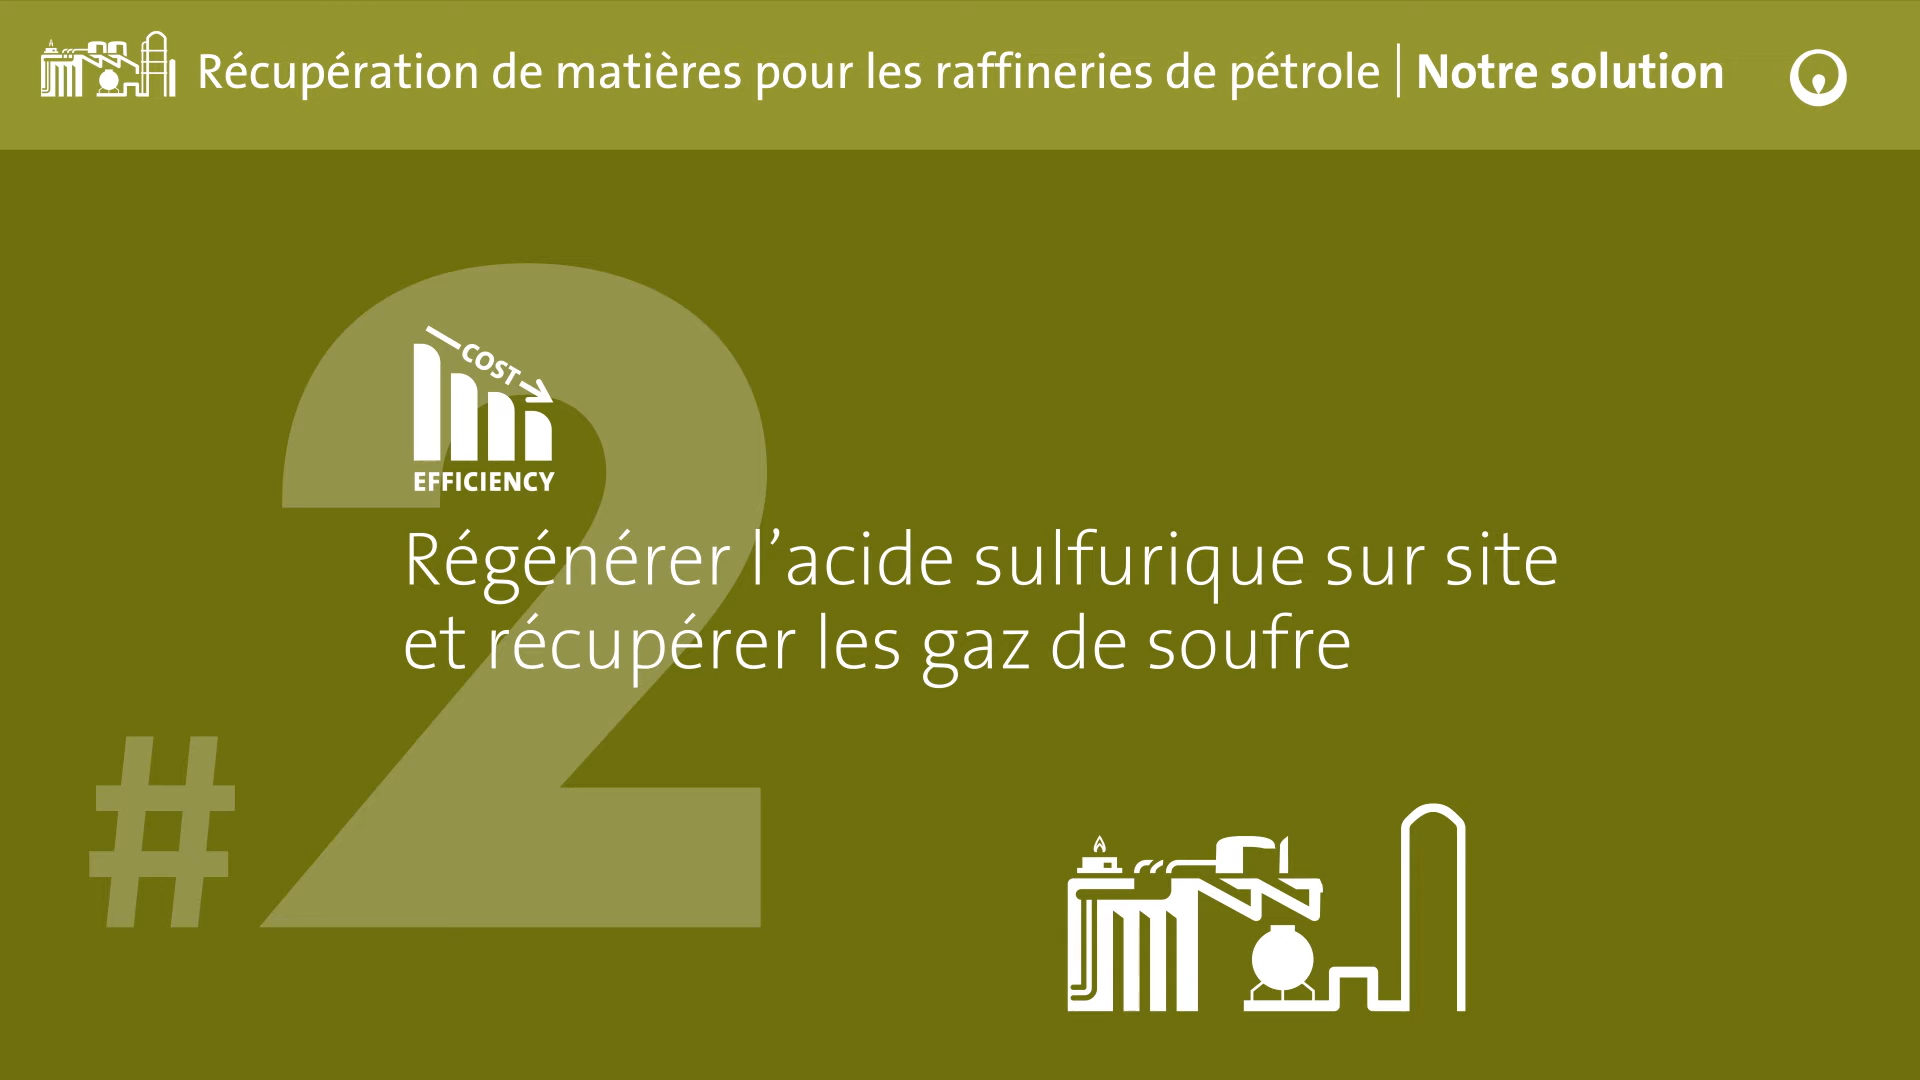 Récupération de matières pour les raffineries de pétrole | Notre solution
COST
EFFICIENCY
Régénérer l’acide sulfurique sur site
et récupérer les gaz de soufre
#2